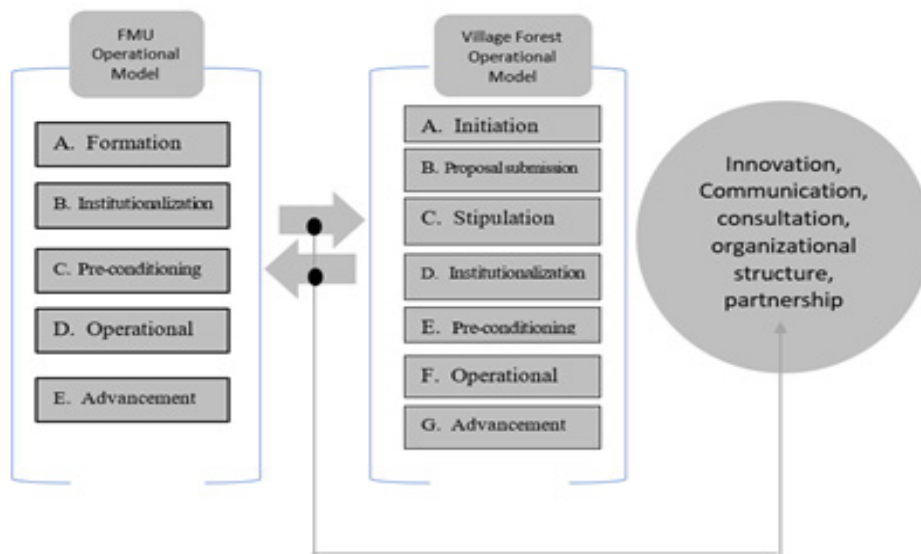 FMU
Operational
Model
A. Formation
B. Institutionalization
C. Pre-conditioning
D. Operational
E. Advancement
Village Forest
Operational
Model
A. Initiation
B. Proposal submission
C. Stipulation
D. Institutionalization
E. Pre-conditioning
F. Operational
G. Advancement
Innovation,
Communication,
consultation,
organizational
structure,
partnership